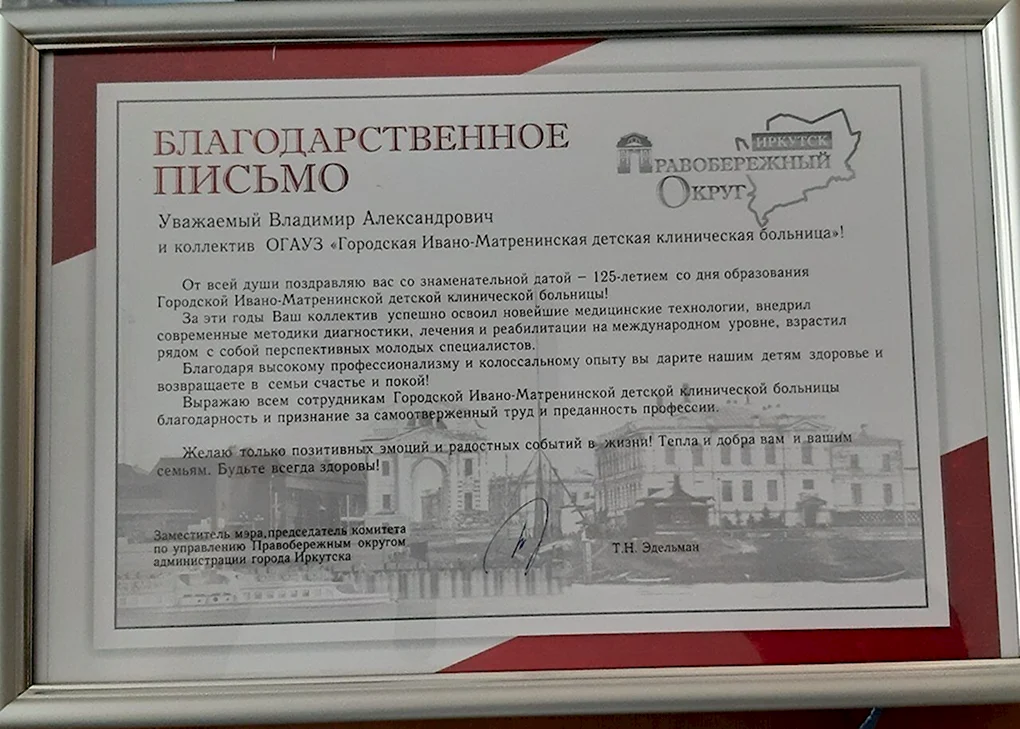 БЛАГОДАРСТВЕННОЕ
ПИСЬМО
ИРКУТСК
ПРАВОБЕРЕЖНЫЙ
ОКРУГ
Уважаемый Владимир Александрович
и коллектив ОГАУЗ «Городская Ивано-Матренинская детская клиническая больница»!
От всей души поздравляю вас со знаменательной датой – 125-летием со дня образования
Городской Ивано-Матренинской детской клинической больницы!
За эти годы Ваш коллектив успешно освоил новейшие медицинские технологии, внедрил
современные методики диагностики, лечения и реабилитации на международном уровне, взрастил
рядом с собой перспективных молодых специалистов.
Благодаря высокому профессионализму и колоссальному опыту вы дарите нашим детям здоровье и
возвращаете в семьи счастье и покой!
Выражаю всем сотрудникам Городской Ивано-Матренинской детской клинической больницы
благодарность и признание за самоотверженный труд и преданность профессии.
Желаю только позитивных эмоций и радостных событий в жизни! Тепла и добра вам и вашим
семьям. Будьте всегда здоровы!
Заместитель мэра,председатель комитета
по управлению Правобережным округом
администрации города Иркутска
Т.Н. Эдельман